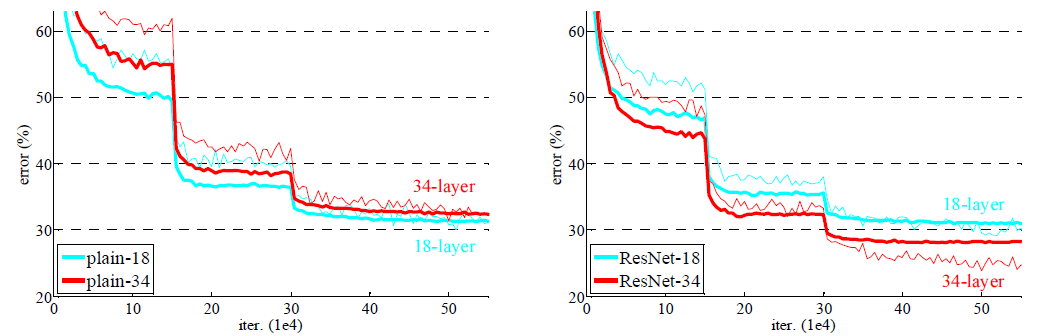 60
50
40
30
20
error (%)
34-layer
18-layer
plain-18
plain-34
0 10 20 30 40 50
iter. (1e4)
60
50
40
30
20
error (%)
18-layer
34-layer
ResNet-18
ResNet-34
0 10 20 30 40 50
iter. (1e4)